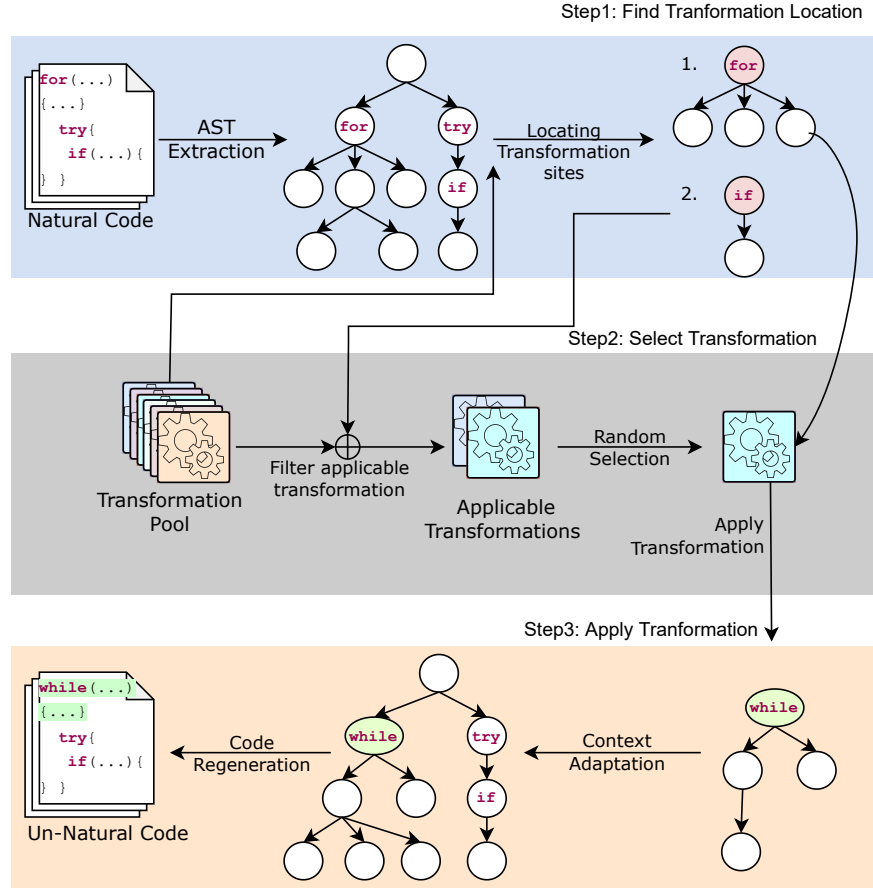 Step1: Find Tranformation Location
for(...)
{...}
try{
if(...){
} }
Natural Code
AST
Extraction
for
try
if
Locating
Transformation
sites
1.
for
2.
if
Step2: Select Transformation
Transformation
Pool
Filter applicable
transformation
Applicable
Transformations
Random
Selection
Apply
Transformation
Step3: Apply Tranformation
while(...)
{...}
try{
if(...){
} }
Un-Natural Code
Code
Regeneration
while
try
if
Context
Adaptation
while